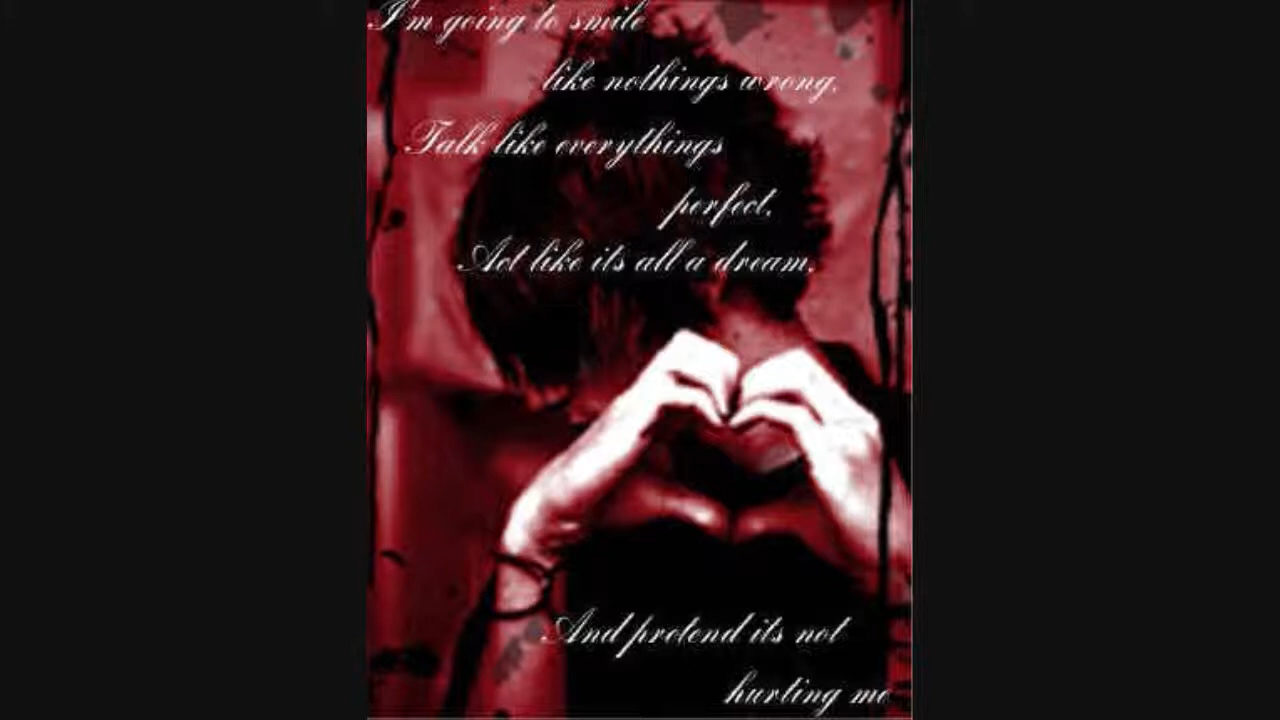 I'm going to smile
like nothings wrong,
Talk like everythings
perfect,
Act like its all a dream,
And pretend its not
hurting me